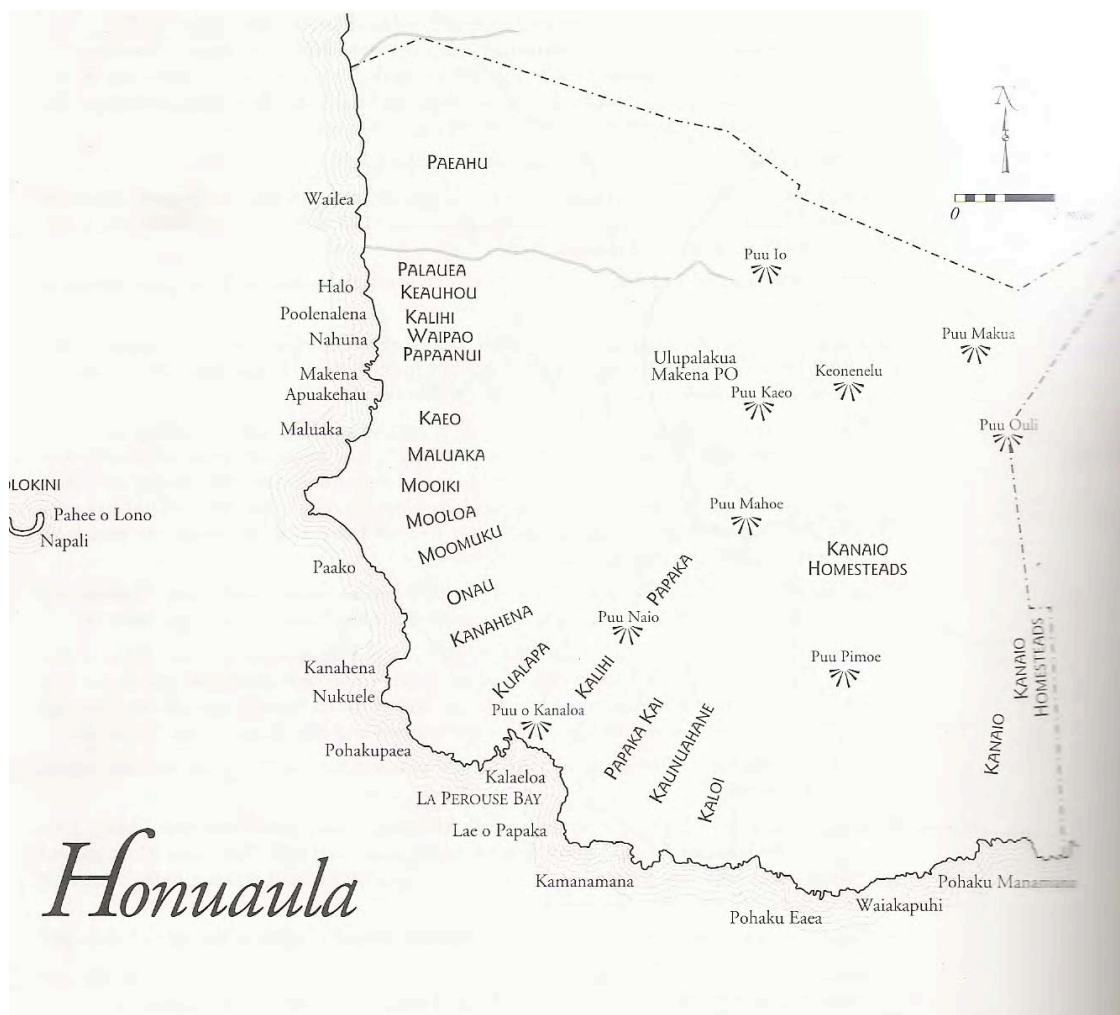 N
PAEAHU
Wailea
0
Puu Io
PALAUEA
Halo
KEAUHOU
Poolenalena
KALIHI
Nahuna
WAIPAO
PAPAANUI
Puu Makua
Ulupalakua
Makena PO
Keonenelu
Makena
Apuakehau
Puu Kaeo
KAEO
Maluaka
Puu Ouli
MALUAKA
MOOIKI
OLOKINI
Pahee o Lono
Napali
MOOLOA
Puu Mahoe
MOOMUKU
Paako
KANAIO
HOMESTEADS
ONAU
PAPAKA
KANAHENA
Puu Naio
Kanahena
Nukuele
KUALAPA
KALIHI
Puu Pimoe
KANAIO
HOMESTEADS
Puu o Kanaloa
Pohakupaea
PAPAKA KAI
KAUNUAHANE
KALOI
KANAIO
Kalaeloa
LA PEROUSE BAY
Lae o Papaka
Kamanamana
Pohaku Manamana
Waiakapuhi
Pohaku Eaea
Honuaula